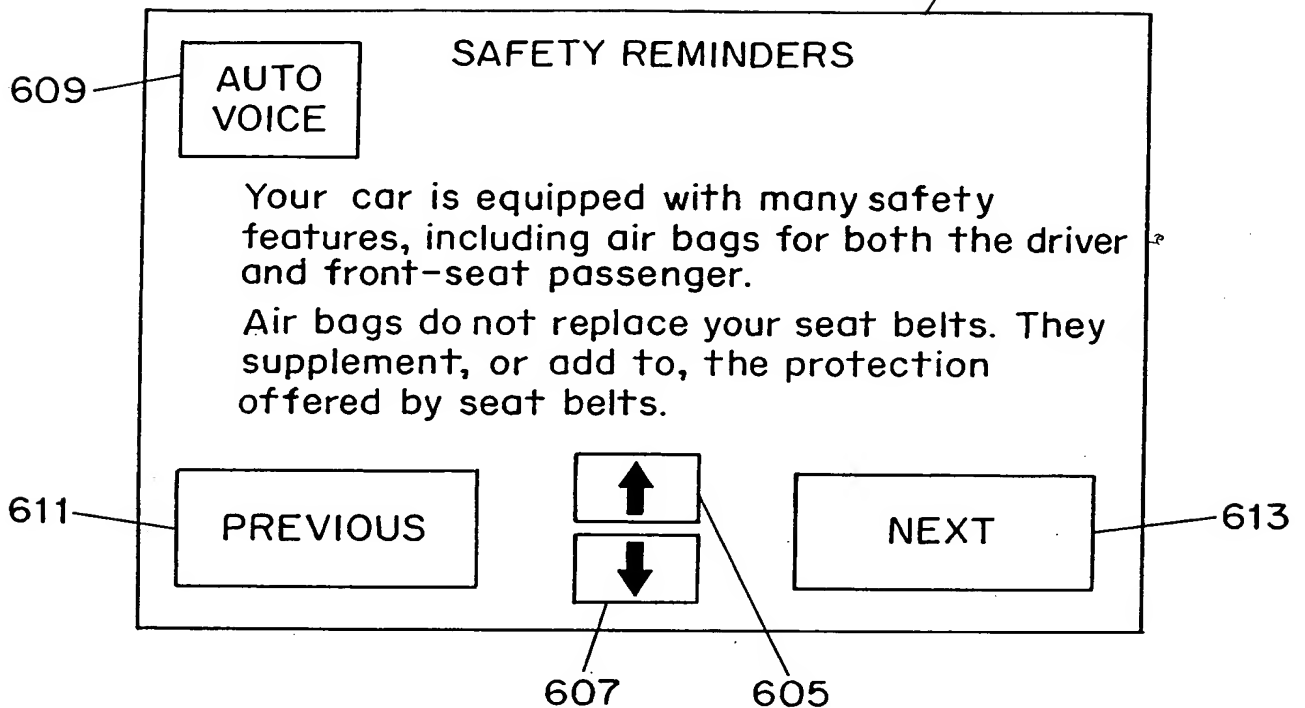 SAFETY REMINDERS
609
AUTO
VOICE
Your car is equipped with many safety
features, including air bags for both the driver
and front-seat passenger.
Air bags do not replace your seat belts. They
supplement, or add to, the protection
offered by seat belts.
611
PREVIOUS
NEXT
613
607
605